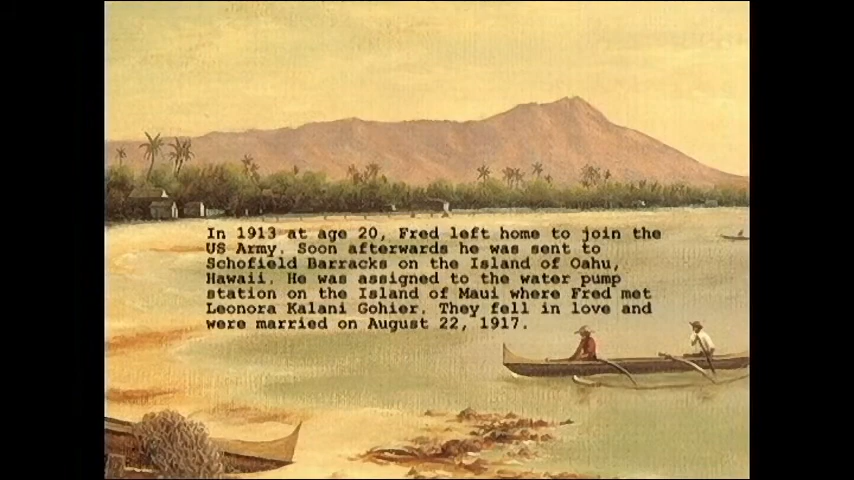 In 1913 at age 20, Fred left home to join the
US Army. Soon afterwards he was sent to
Schofield Barracks on the Island of Oahu,
Hawaii. He was assigned to the water pump
station on the Island of Maui where Fred met
Leonora Kalani Gohier. They fell in love and
were married on August 22, 1917.